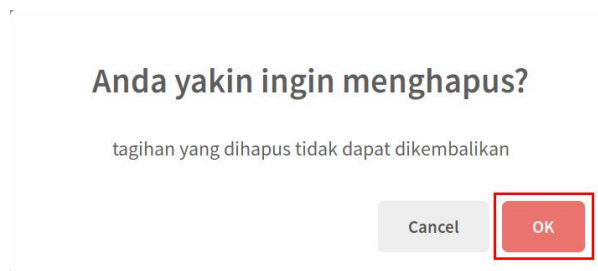 Anda yakin ingin menghapus?
tagihan yang dihapus tidak dapat dikembalikan
Cancel
OK